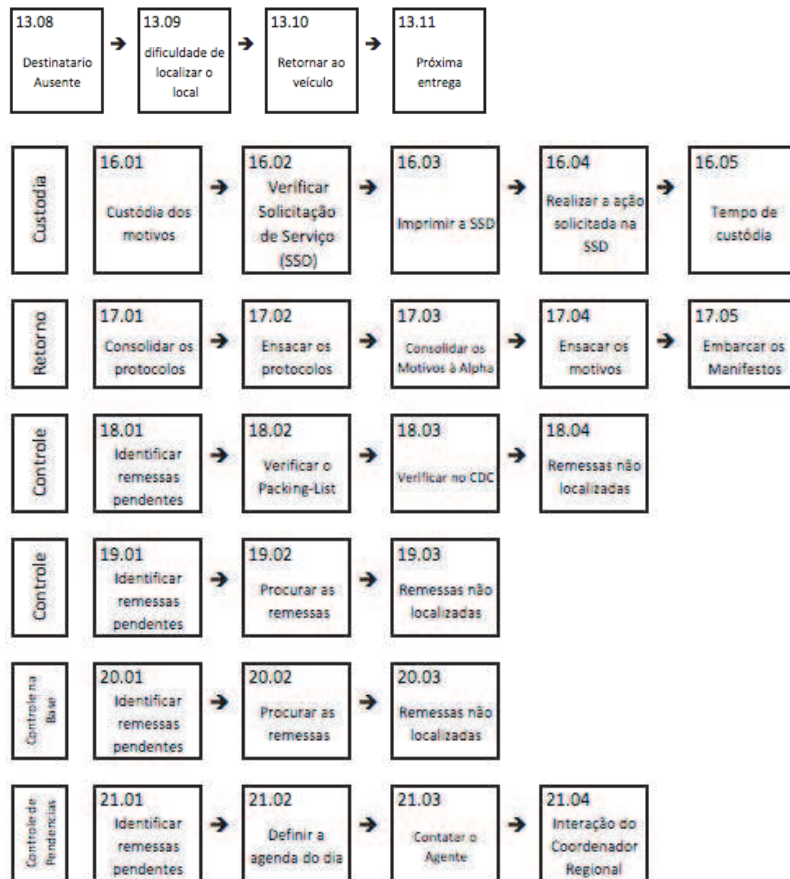 13.08
Destinatario
Ausente
13.09
dificuldade de
localizar o
local
13.10
Retornar ao
veículo
13.11
Próxima
entrega
Custódia
16.01
Custódia dos
motivos
16.02
Verificar
Solicitação
de Serviço
(SSD)
16.03
Imprimir a SSD
16.04
Realizar a ação
solicitada na
SSD
16.05
Tempo de
custódia
Retorno
17.01
Consolidar os
protocolos
17.02
Ensacar os
protocolos
17.03
Consolidar os
Motivos à Alpha
17.04
Ensacar os
motivos
17.05
Embarcar os
Manifestos
Controle
18.01
Identificar
remessas
pendentes
18.02
Verificar o
Packing-List
18.03
Verificar no CDC
18.04
Remessas não
localizadas
Controle
19.01
Identificar
remessas
pendentes
19.02
Procurar as
remessas
19.03
Remessas não
localizadas
Controle na
Base
20.01
Identificar
remessas
pendentes
20.02
Procurar as
remessas
20.03
Remessas não
localizadas
Controle de
Pendencias
21.01
Identificar
remessas
pendentes
21.02
Definir a
agenda do dia
21.03
Contatar o
Agente
21.04
Interação do
Coordenador
Regional